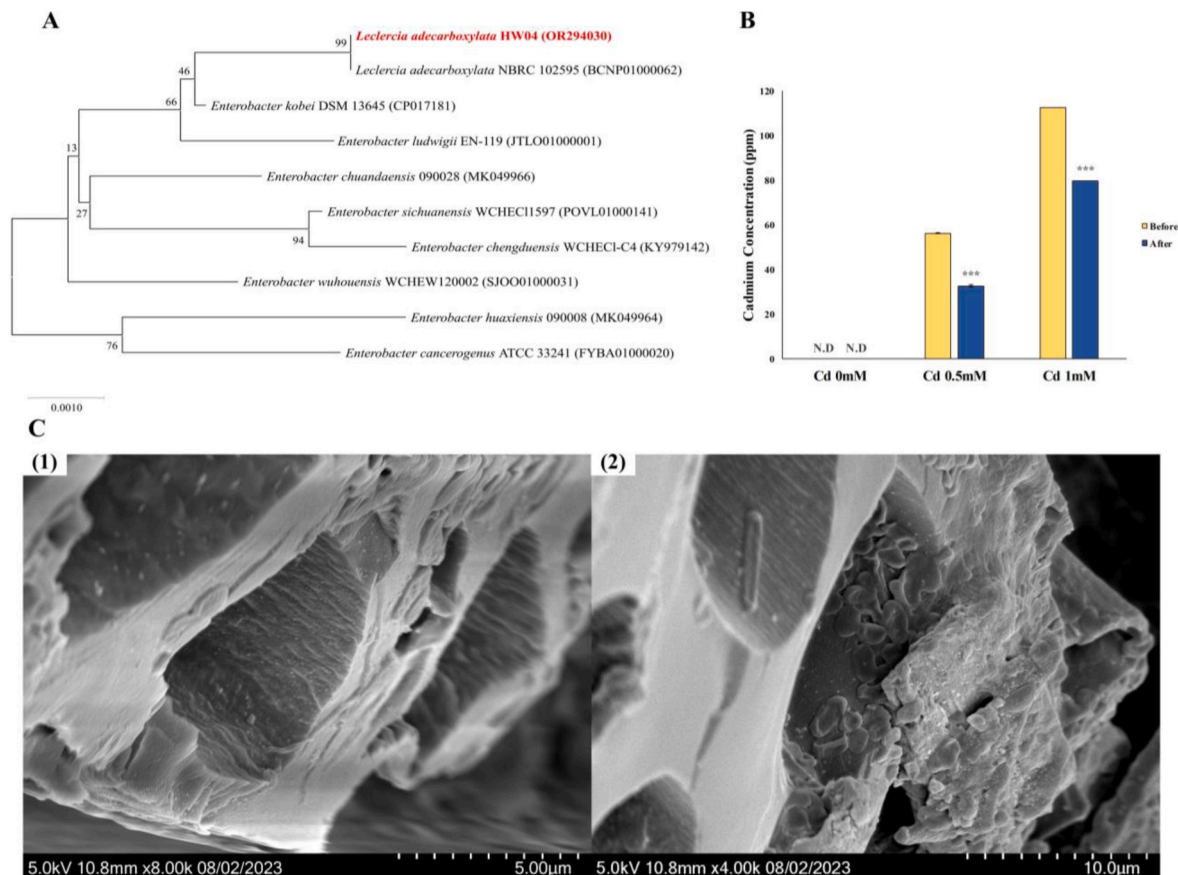 A
99
Leclercia adecarboxylata HW04 (OR294030)
Leclercia adecarboxylata NBRC 102595 (BCNP01000062)
46
Enterobacter kobei DSM 13645 (CP017181)
66
Enterobacter ludwigii EN-119 (JTLO01000001)
13
Enterobacter chuandaensis 090028 (MK049966)
27
Enterobacter sichuanensis WCHECl1597 (POVL01000141)
94
Enterobacter chengduensis WCHECl-C4 (KY979142)
Enterobacter wuhouensis WCHEW120002 (SJOO01000031)
Enterobacter huaxiensis 090008 (MK049964)
76
Enterobacter cancerogenus ATCC 33241 (FYBA01000020)
0.0010
B
Cadmium Concentration (ppm)
120
100
80
60
40
20
0
N.D N.D
***
***
Cd 0mM Cd 0.5mM Cd 1mM
Before
After
C
(1)
5.0kV 10.8mm x8.00k 08/02/2023 5.00µm
(2)
5.0kV 10.8mm x4.00k 08/02/2023 10.0µm